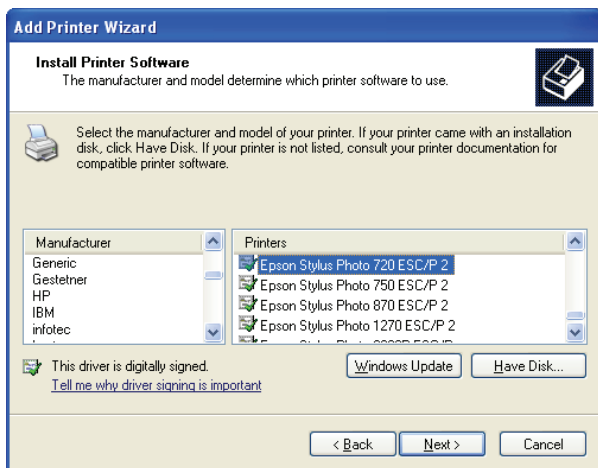 Add Printer Wizard
Install Printer Software
The manufacturer and model determine which printer software to use.
Select the manufacturer and model of your printer. If your printer came with an installation
disk, click Have Disk. If your printer is not listed, consult your printer documentation for
compatible printer software.
Manufacturer
Generic
Gestetner
HP
IBM
infotec
Printers
Epson Stylus Photo 720 ESC/P 2
Epson Stylus Photo 750 ESC/P 2
Epson Stylus Photo 870 ESC/P 2
Epson Stylus Photo 1270 ESC/P 2
This driver is digitally signed.
Tell me why driver signing is important
Windows Update
Have Disk...
< Back
Next >
Cancel